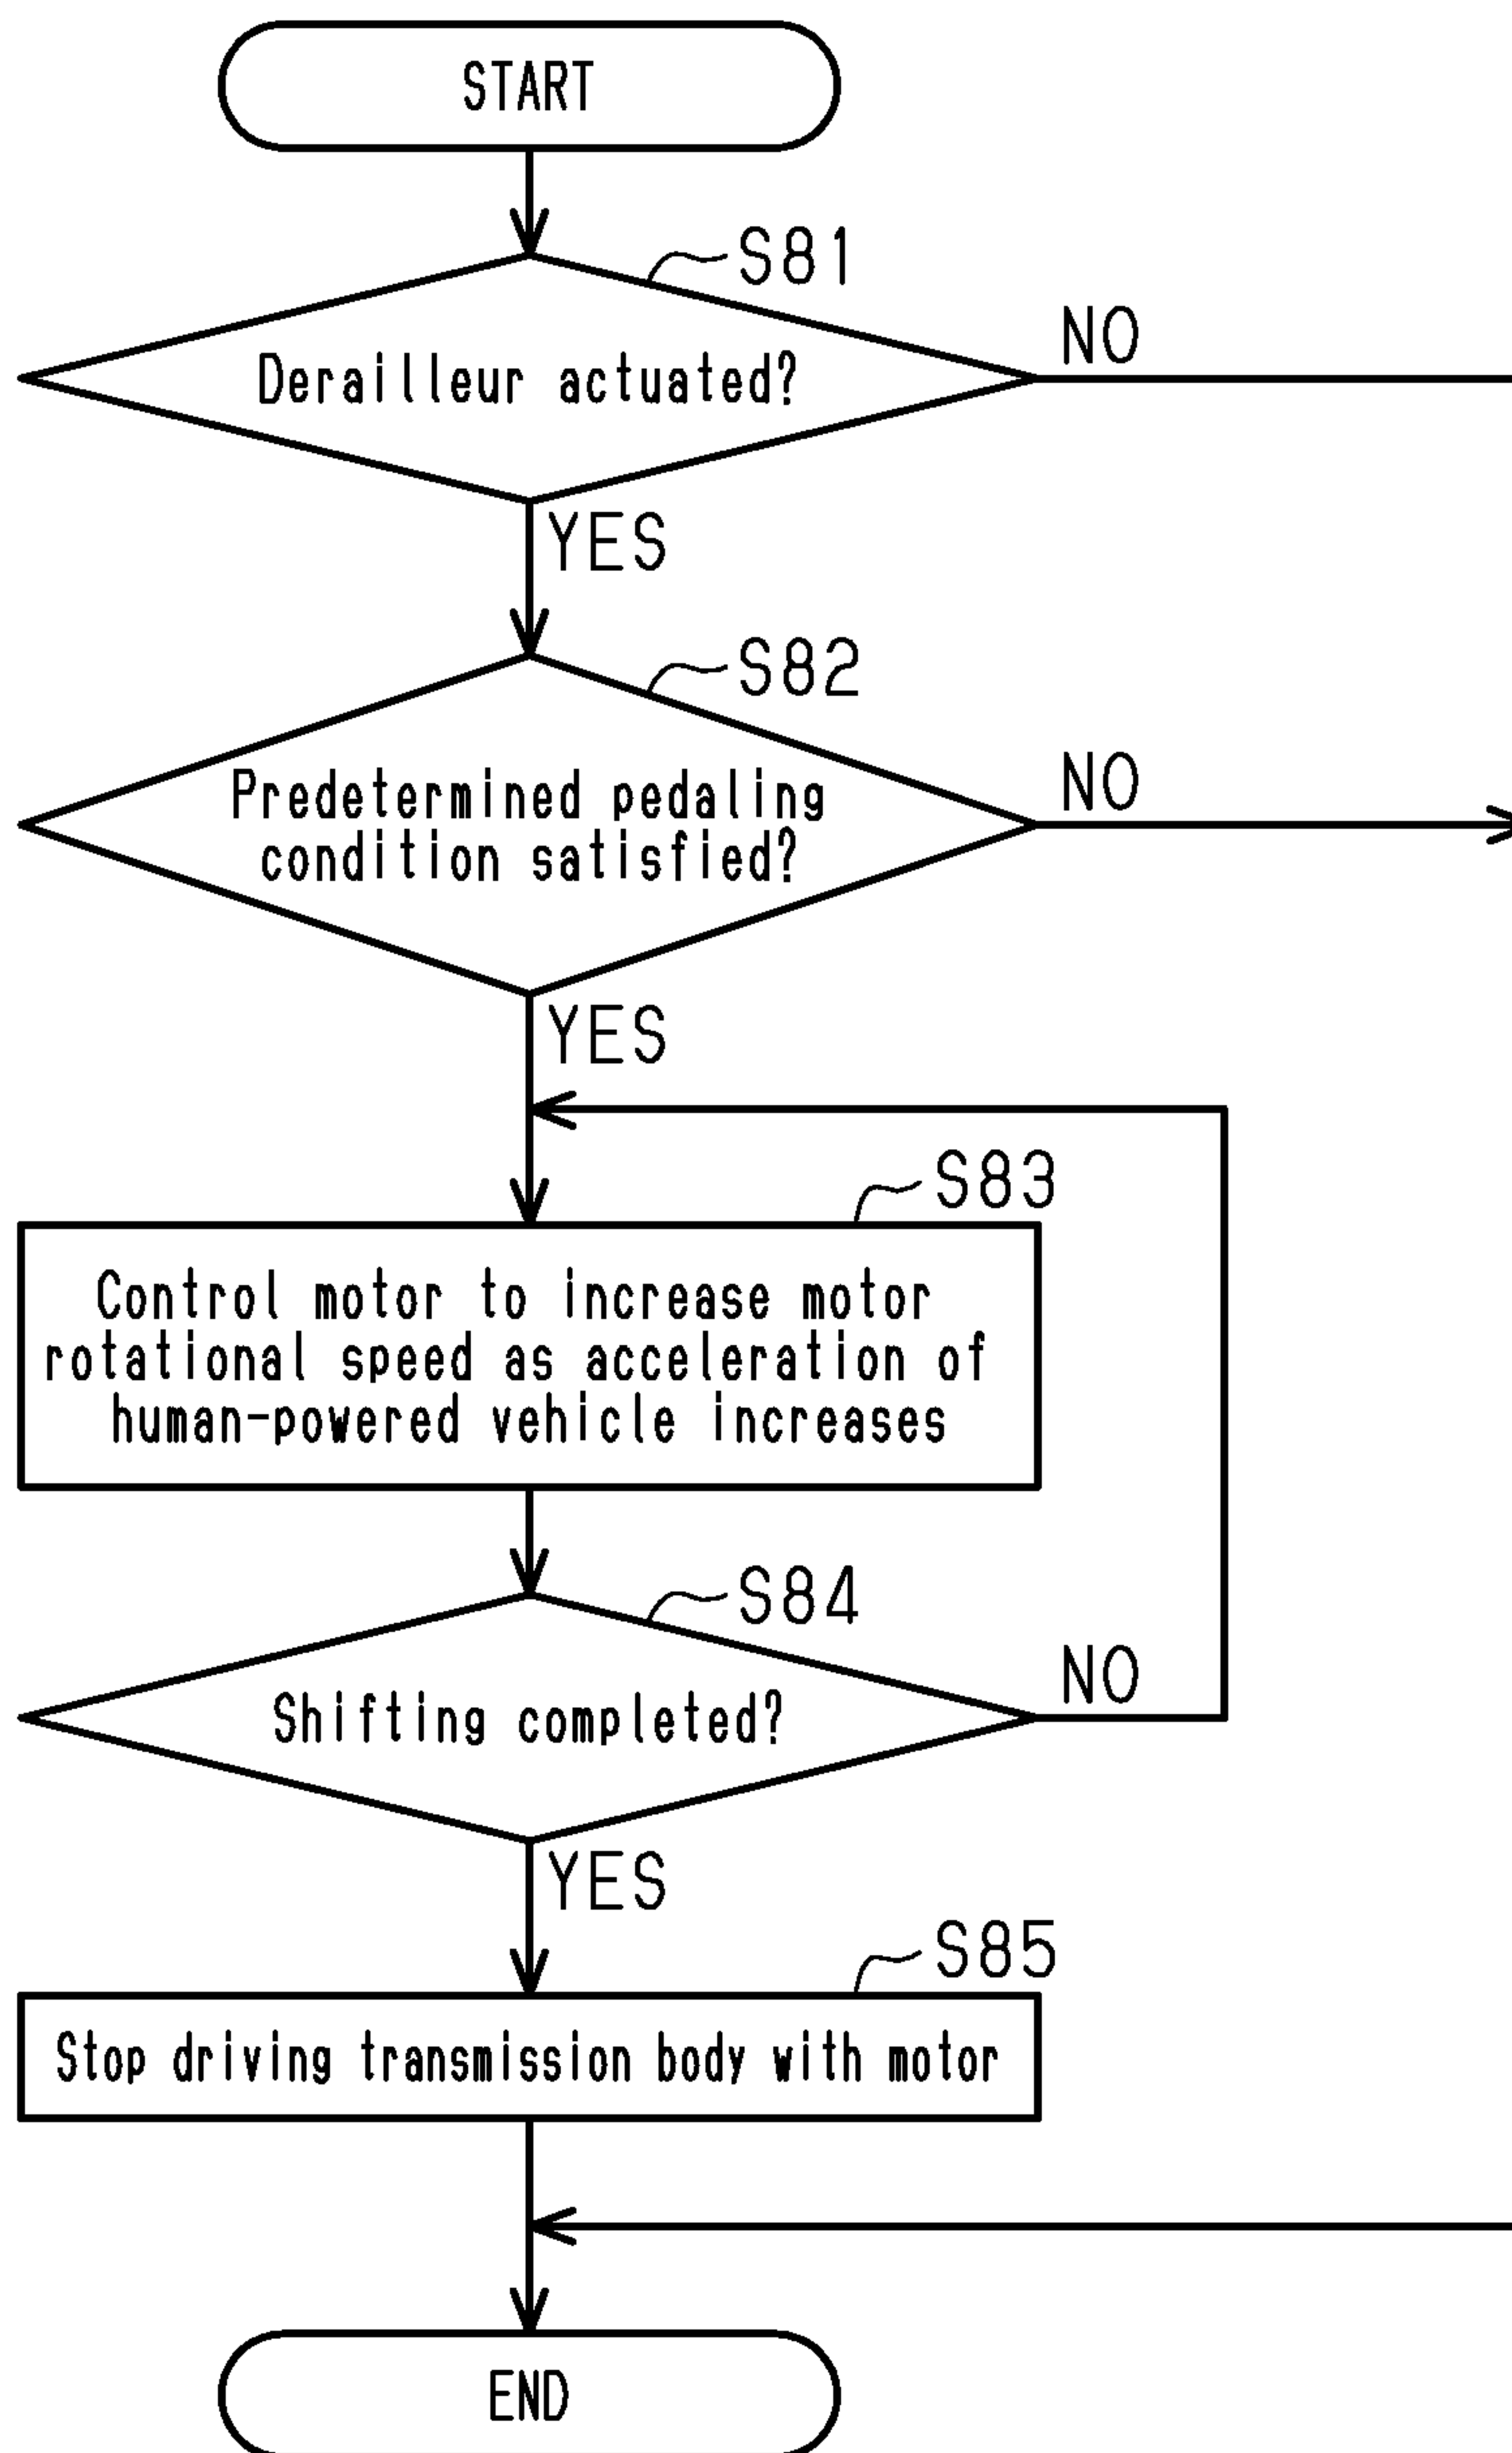 START
S81
Derailleur actuated?
NO
YES
S82
Predetermined pedaling
condition satisfied?
NO
YES
S83
Control motor to increase motor
rotational speed as acceleration of
human-powered vehicle increases
S84
Shifting completed?
NO
YES
S85
Stop driving transmission body with motor
END